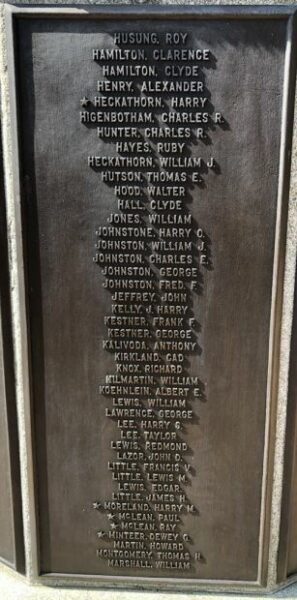 HUSUNG, ROY
HAMILTON, CLARENCE
HAMILTON, CLYDE
HENRY, ALEXANDER
★ HECKATHORN, HARRY
HIGENBOTHAM, CHARLES R.
HUNTER, CHARLES R.
HAYES, RUBY
HECKATHORN, WILLIAM J.
HUTSON, THOMAS E.
HOOD, WALTER
HALL, CLYDE
JONES, WILLIAM
JOHNSTONE, HARRY C.
JOHNSTON, WILLIAM J.
JOHNSTON, CHARLES E.
JOHNSTON, GEORGE
JOHNSTON, FRED. F.
JEFFREY, JOHN
KELLY, J. HARRY
KESTNER, FRANK F.
KESTNER, GEORGE
KALIVODA, ANTHONY
KIRKLAND, GAD
KNOX, RICHARD
KILMARTIN, WILLIAM
KOEHNLEIN, ALBERT E.
LEWIS, WILLIAM
LAWRENCE, GEORGE
LEE, HARRY G.
LEE, TAYLOR
LEWIS, REDMOND
LAZOR, JOHN D.
LITTLE, FRANCIS V.
LITTLE, LEWIS M.
LEWIS, EDGAR
LITTLE, JAMES H.
★ MORELAND, HARRY M.
★ McLEAN, PAUL
★ McLEAN, RAY
★ MINTEER, DEWEY G.
MARTIN, HOWARD
MONTGOMERY, THOMAS H.
MARSHALL, WILLIAM